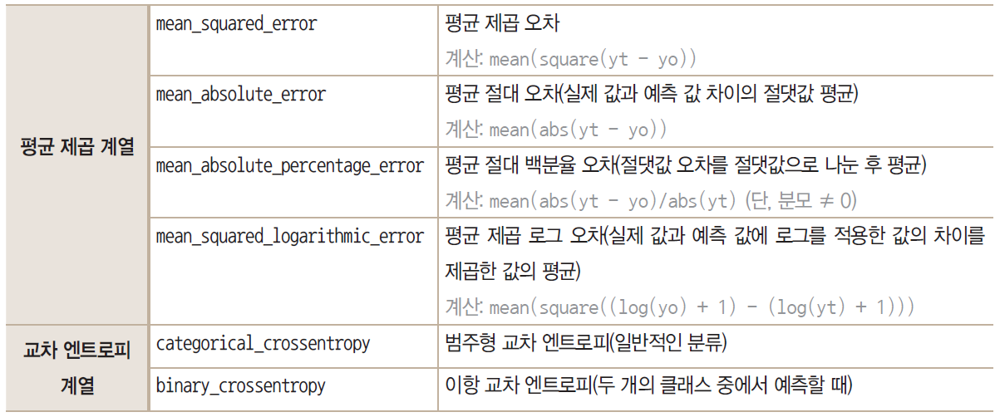 평균 제곱 계열
mean_squared_error
평균 제곱 오차
계산: mean(square(yt - yo))
mean_absolute_error
평균 절대 오차(실제 값과 예측 값 차이의 절댓값 평균)
계산: mean(abs(yt - yo))
mean_absolute_percentage_error
평균 절대 백분율 오차(절댓값 오차를 절댓값으로 나눈 후 평균)
계산: mean(abs(yt - yo)/abs(yt) (단, 분모 ≠ 0)
mean_squared_logarithmic_error
평균 제곱 로그 오차(실제 값과 예측 값에 로그를 적용한 값의 차이를
제곱한 값의 평균)
계산: mean(square((log(yo) + 1) - (log(yt) + 1)))
교차 엔트로피
계열
categorical_crossentropy
범주형 교차 엔트로피(일반적인 분류)
binary_crossentropy
이항 교차 엔트로피(두 개의 클래스 중에서 예측할 때)